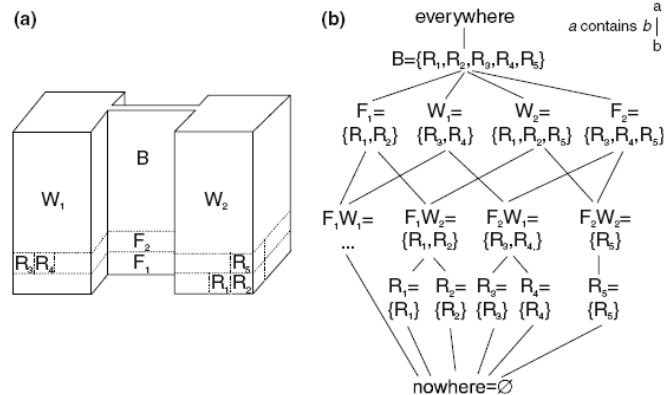 (a)
W₁
B
W₂
F₂
F₁
R₃ R₄
R₅
R₁ R₂
(b)
everywhere
a contains b
a
b
B={R₁,R₂,R₃,R₄,R₅}
F₁= W₁= W₂= F₂=
{R₁,R₂} {R₃,R₄} {R₁,R₂,R₅} {R₃,R₄,R₅}
F₁W₁= F₁W₂= F₂W₁= F₂W₂=
... {R₁,R₂} {R₃,R₄,} {R₅}
R₁= R₂= R₃= R₄= R₅=
{R₁} {R₂} {R₃} {R₄} {R₅}
nowhere=∅